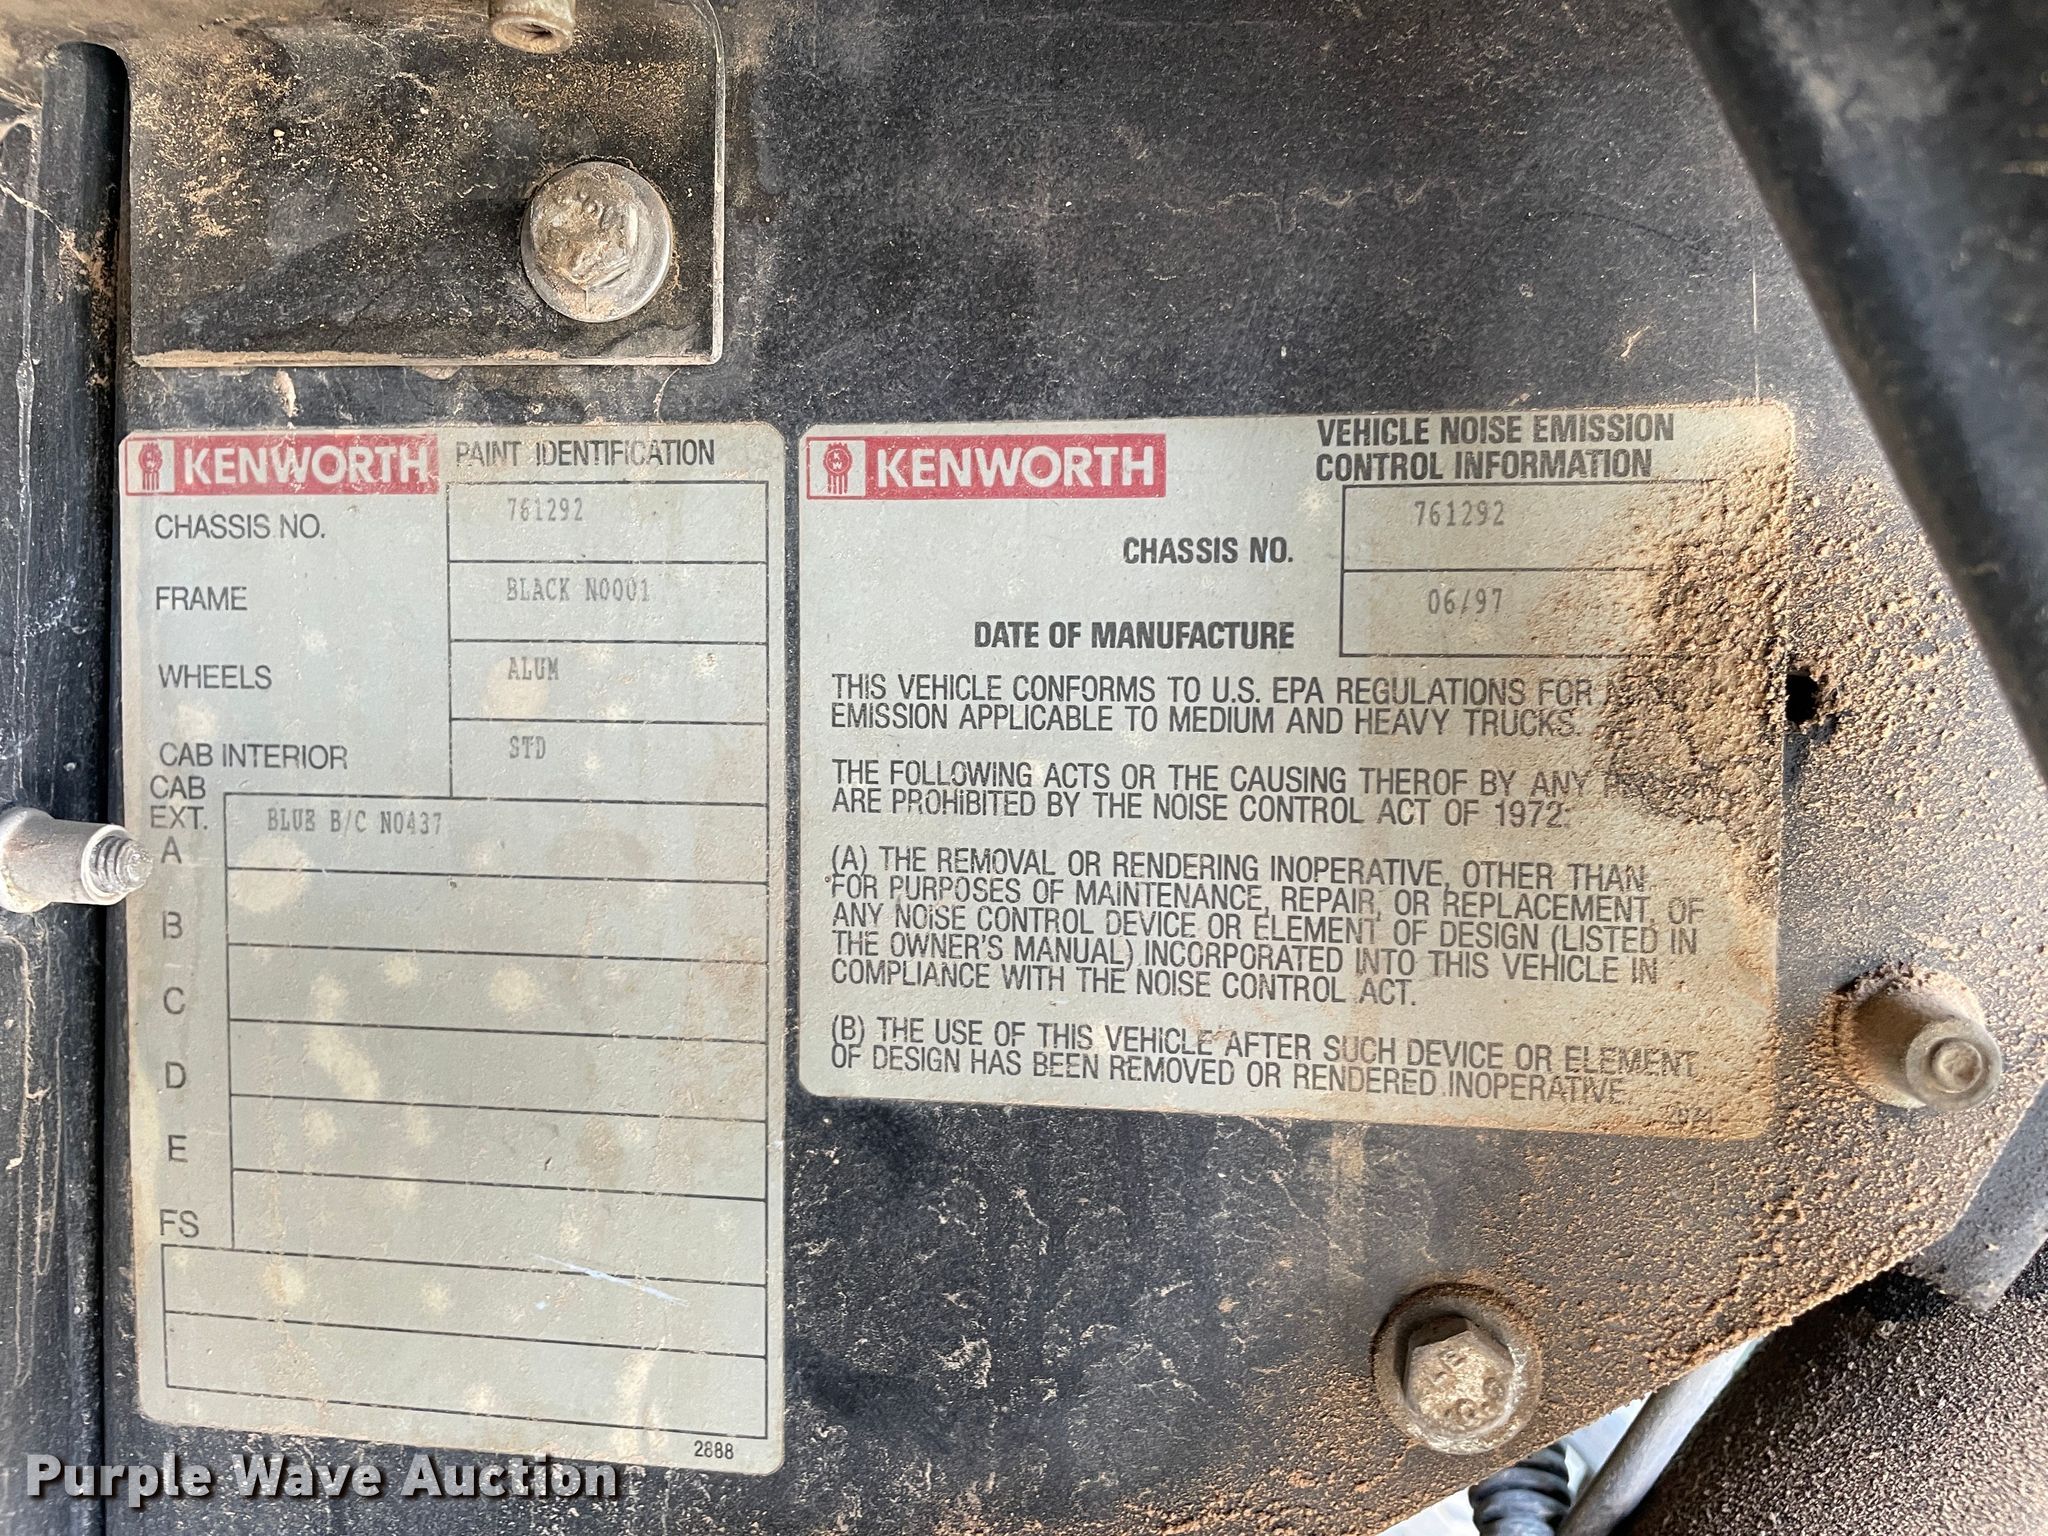 KENWORTH PAINT IDENTIFICATION
CHASSIS NO. 761292
FRAME BLACK N0001
WHEELS ALUM
CAB INTERIOR STD
CAB
EXT.
A BLUE B/C N0437
B
C
D
E
FS
2888
KENWORTH VEHICLE NOISE EMISSION
CONTROL INFORMATION
CHASSIS NO. 761292
DATE OF MANUFACTURE 06/97
THIS VEHICLE CONFORMS TO U.S. EPA REGULATIONS FOR
EMISSION APPLICABLE TO MEDIUM AND HEAVY TRUCKS.
THE FOLLOWING ACTS OR THE CAUSING THEROF BY ANY
ARE PROHIBITED BY THE NOISE CONTROL ACT OF 1972:
(A) THE REMOVAL OR RENDERING INOPERATIVE, OTHER THAN
FOR PURPOSES OF MAINTENANCE, REPAIR, OR REPLACEMENT, OF
ANY NOISE CONTROL DEVICE OR ELEMENT OF DESIGN (LISTED IN
THE OWNER'S MANUAL) INCORPORATED INTO THIS VEHICLE IN
COMPLIANCE WITH THE NOISE CONTROL ACT.
(B) THE USE OF THIS VEHICLE AFTER SUCH DEVICE OR ELEMENT
OF DESIGN HAS BEEN REMOVED OR RENDERED INOPERATIVE.
Purple Wave Auction